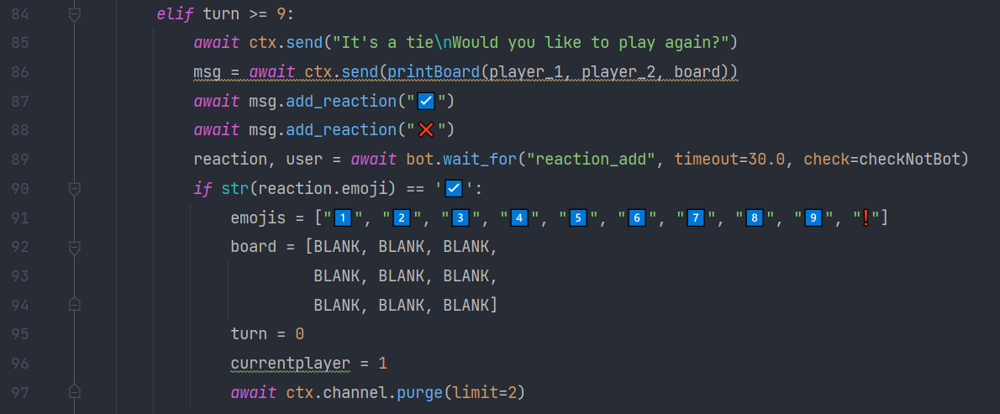 84 elif turn >= 9:
85 await ctx.send("It's a tie\nWould you like to play again?")
86 msg = await ctx.send(printBoard(player_1, player_2, board))
87 await msg.add_reaction("☑️")
88 await msg.add_reaction("❌")
89 reaction, user = await bot.wait_for("reaction_add", timeout=30.0, check=checkNotBot)
90 if str(reaction.emoji) == '☑️':
91 emojis = ["1️⃣", "2️⃣", "3️⃣", "4️⃣", "5️⃣", "6️⃣", "7️⃣", "8️⃣", "9️⃣", "❗"]
92 board = [BLANK, BLANK, BLANK,
93 BLANK, BLANK, BLANK,
94 BLANK, BLANK, BLANK]
95 turn = 0
96 currentplayer = 1
97 await ctx.channel.purge(limit=2)